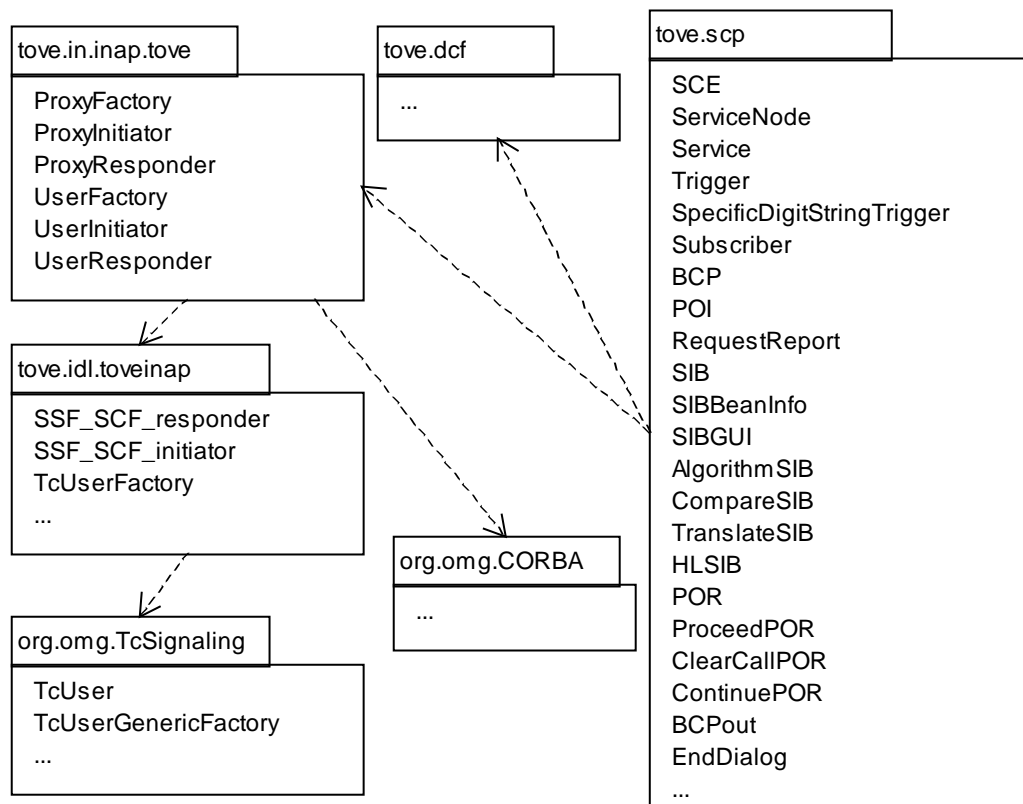 tove.in.inap.tove
ProxyFactory
ProxyInitiator
ProxyResponder
UserFactory
UserInitiator
UserResponder
tove.idl.toveinap
SSF_SCF_responder
SSF_SCF_initiator
TcUserFactory
...
org.omg.TcSignaling
TcUser
TcUserGenericFactory
...
tove.dcf
...
org.omg.CORBA
...
tove.scp
SCE
ServiceNode
Service
Trigger
SpecificDigitStringTrigger
Subscriber
BCP
POI
RequestReport
SIB
SIBBeanInfo
SIBGUI
AlgorithmSIB
CompareSIB
TranslateSIB
HLSIB
POR
ProceedPOR
ClearCallPOR
ContinuePOR
BCPout
EndDialog
...